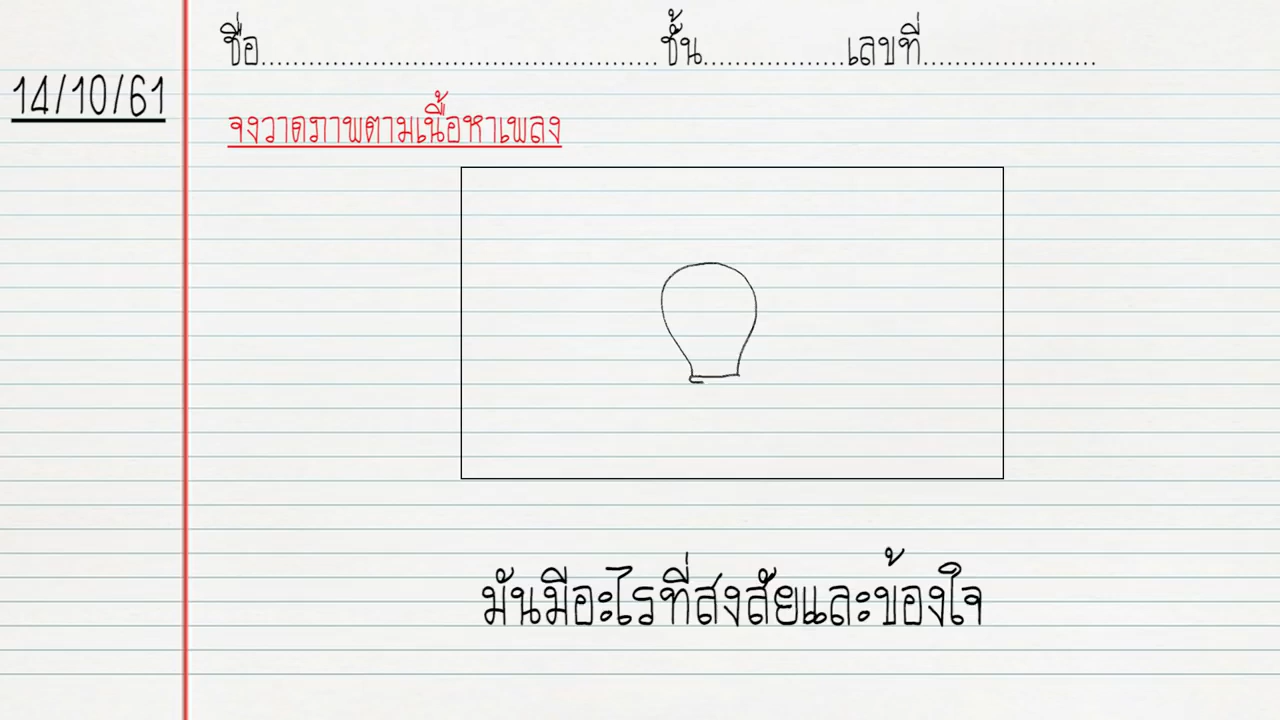 ชื่อ..................................................ชั้น.................เลขที่.....................
14/10/61
จงวาดภาพตามเนื้อหาเพลง
มันมีอะไรที่สงสัยและข้องใจ